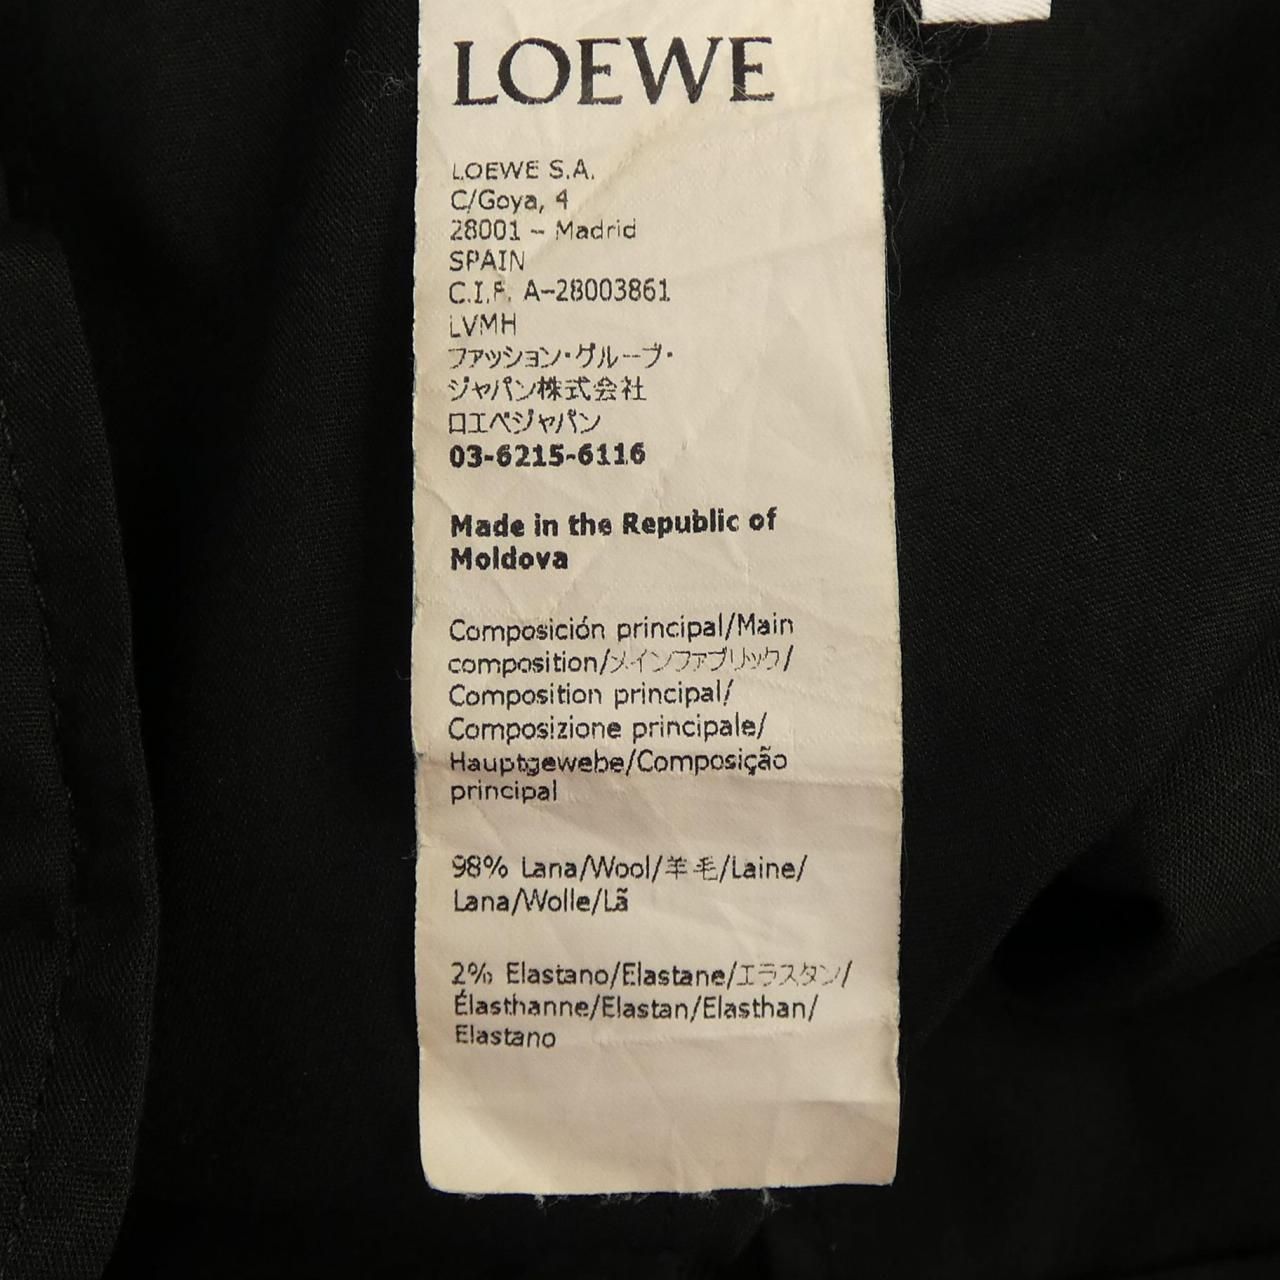 LOEWE
LOEWE S.A.
C/Goya, 4
28001 – Madrid
SPAIN
C.I.F. A–28003861
LVMH
ファッション・グループ・
ジャパン株式会社
ロエベジャパン
03-6215-6116
Made in the Republic of
Moldova
Composición principal/Main
composition/メインファブリック/
Composition principal/
Composizione principale/
Hauptgewebe/Composição
principal
98% Lana/Wool/羊毛/Laine/
Lana/Wolle/Lã
2% Elastano/Elastane/エラスタン/
Élasthanne/Elastan/Elasthan/
Elastano